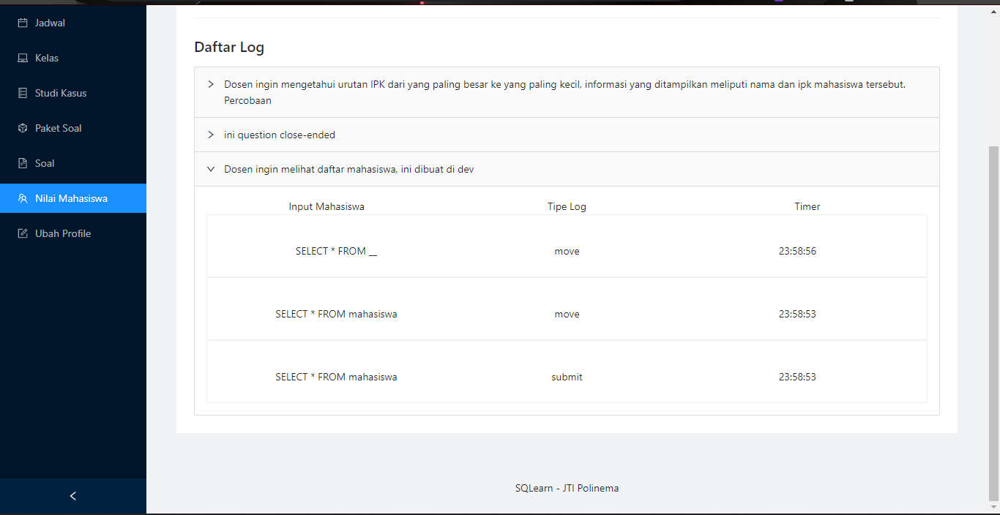 Jadwal
Kelas
Studi Kasus
Paket Soal
Soal
Nilai Mahasiswa
Ubah Profile
Daftar Log
Dosen ingin mengetahui urutan IPK dari yang paling besar ke yang paling kecil, informasi yang ditampilkan meliputi nama dan ipk mahasiswa tersebut.
Percobaan
ini question close-ended
Dosen ingin melihat daftar mahasiswa, ini dibuat di dev
Input Mahasiswa Tipe Log Timer
SELECT * FROM __ move 23:58:56
SELECT * FROM mahasiswa move 23:58:53
SELECT * FROM mahasiswa submit 23:58:53
SQLearn - JTI Polinema